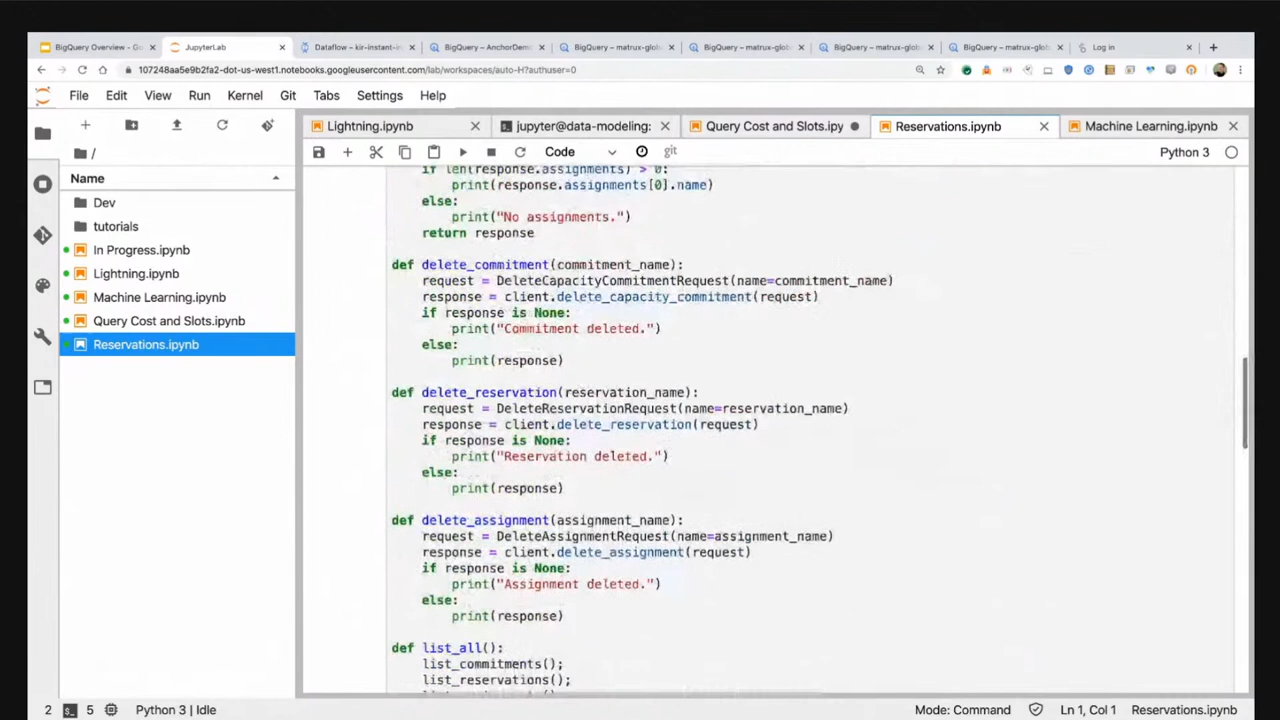 BigQuery Overview - Go
JupyterLab
Dataflow – kir-instant-in
BigQuery – AnchorDem
BigQuery – matrux-glob
BigQuery – matrux-glob
BigQuery – matrux-glob
BigQuery – matrux-glob
Log in
107248aa5e9b2fa2-dot-us-west1.notebooks.googleusercontent.com/lab/workspaces/auto-H?authuser=0
File Edit View Run Kernel Git Tabs Settings Help
Lightning.ipynb
jupyter@data-modeling:
Query Cost and Slots.ipy
Reservations.ipynb
Machine Learning.ipynb
/
Code
git
Python 3
Name
Dev
tutorials
In Progress.ipynb
Lightning.ipynb
Machine Learning.ipynb
Query Cost and Slots.ipynb
Reservations.ipynb
if len(response.assignments) > 0:
print(response.assignments[0].name)
else:
print("No assignments.")
return response
def delete_commitment(commitment_name):
request = DeleteCapacityCommitmentRequest(name=commitment_name)
response = client.delete_capacity_commitment(request)
if response is None:
print("Commitment deleted.")
else:
print(response)
def delete_reservation(reservation_name):
request = DeleteReservationRequest(name=reservation_name)
response = client.delete_reservation(request)
if response is None:
print("Reservation deleted.")
else:
print(response)
def delete_assignment(assignment_name):
request = DeleteAssignmentRequest(name=assignment_name)
response = client.delete_assignment(request)
if response is None:
print("Assignment deleted.")
else:
print(response)
def list_all():
list_commitments();
list_reservations();
2 5 Python 3 | Idle
Mode: Command
Ln 1, Col 1
Reservations.ipynb